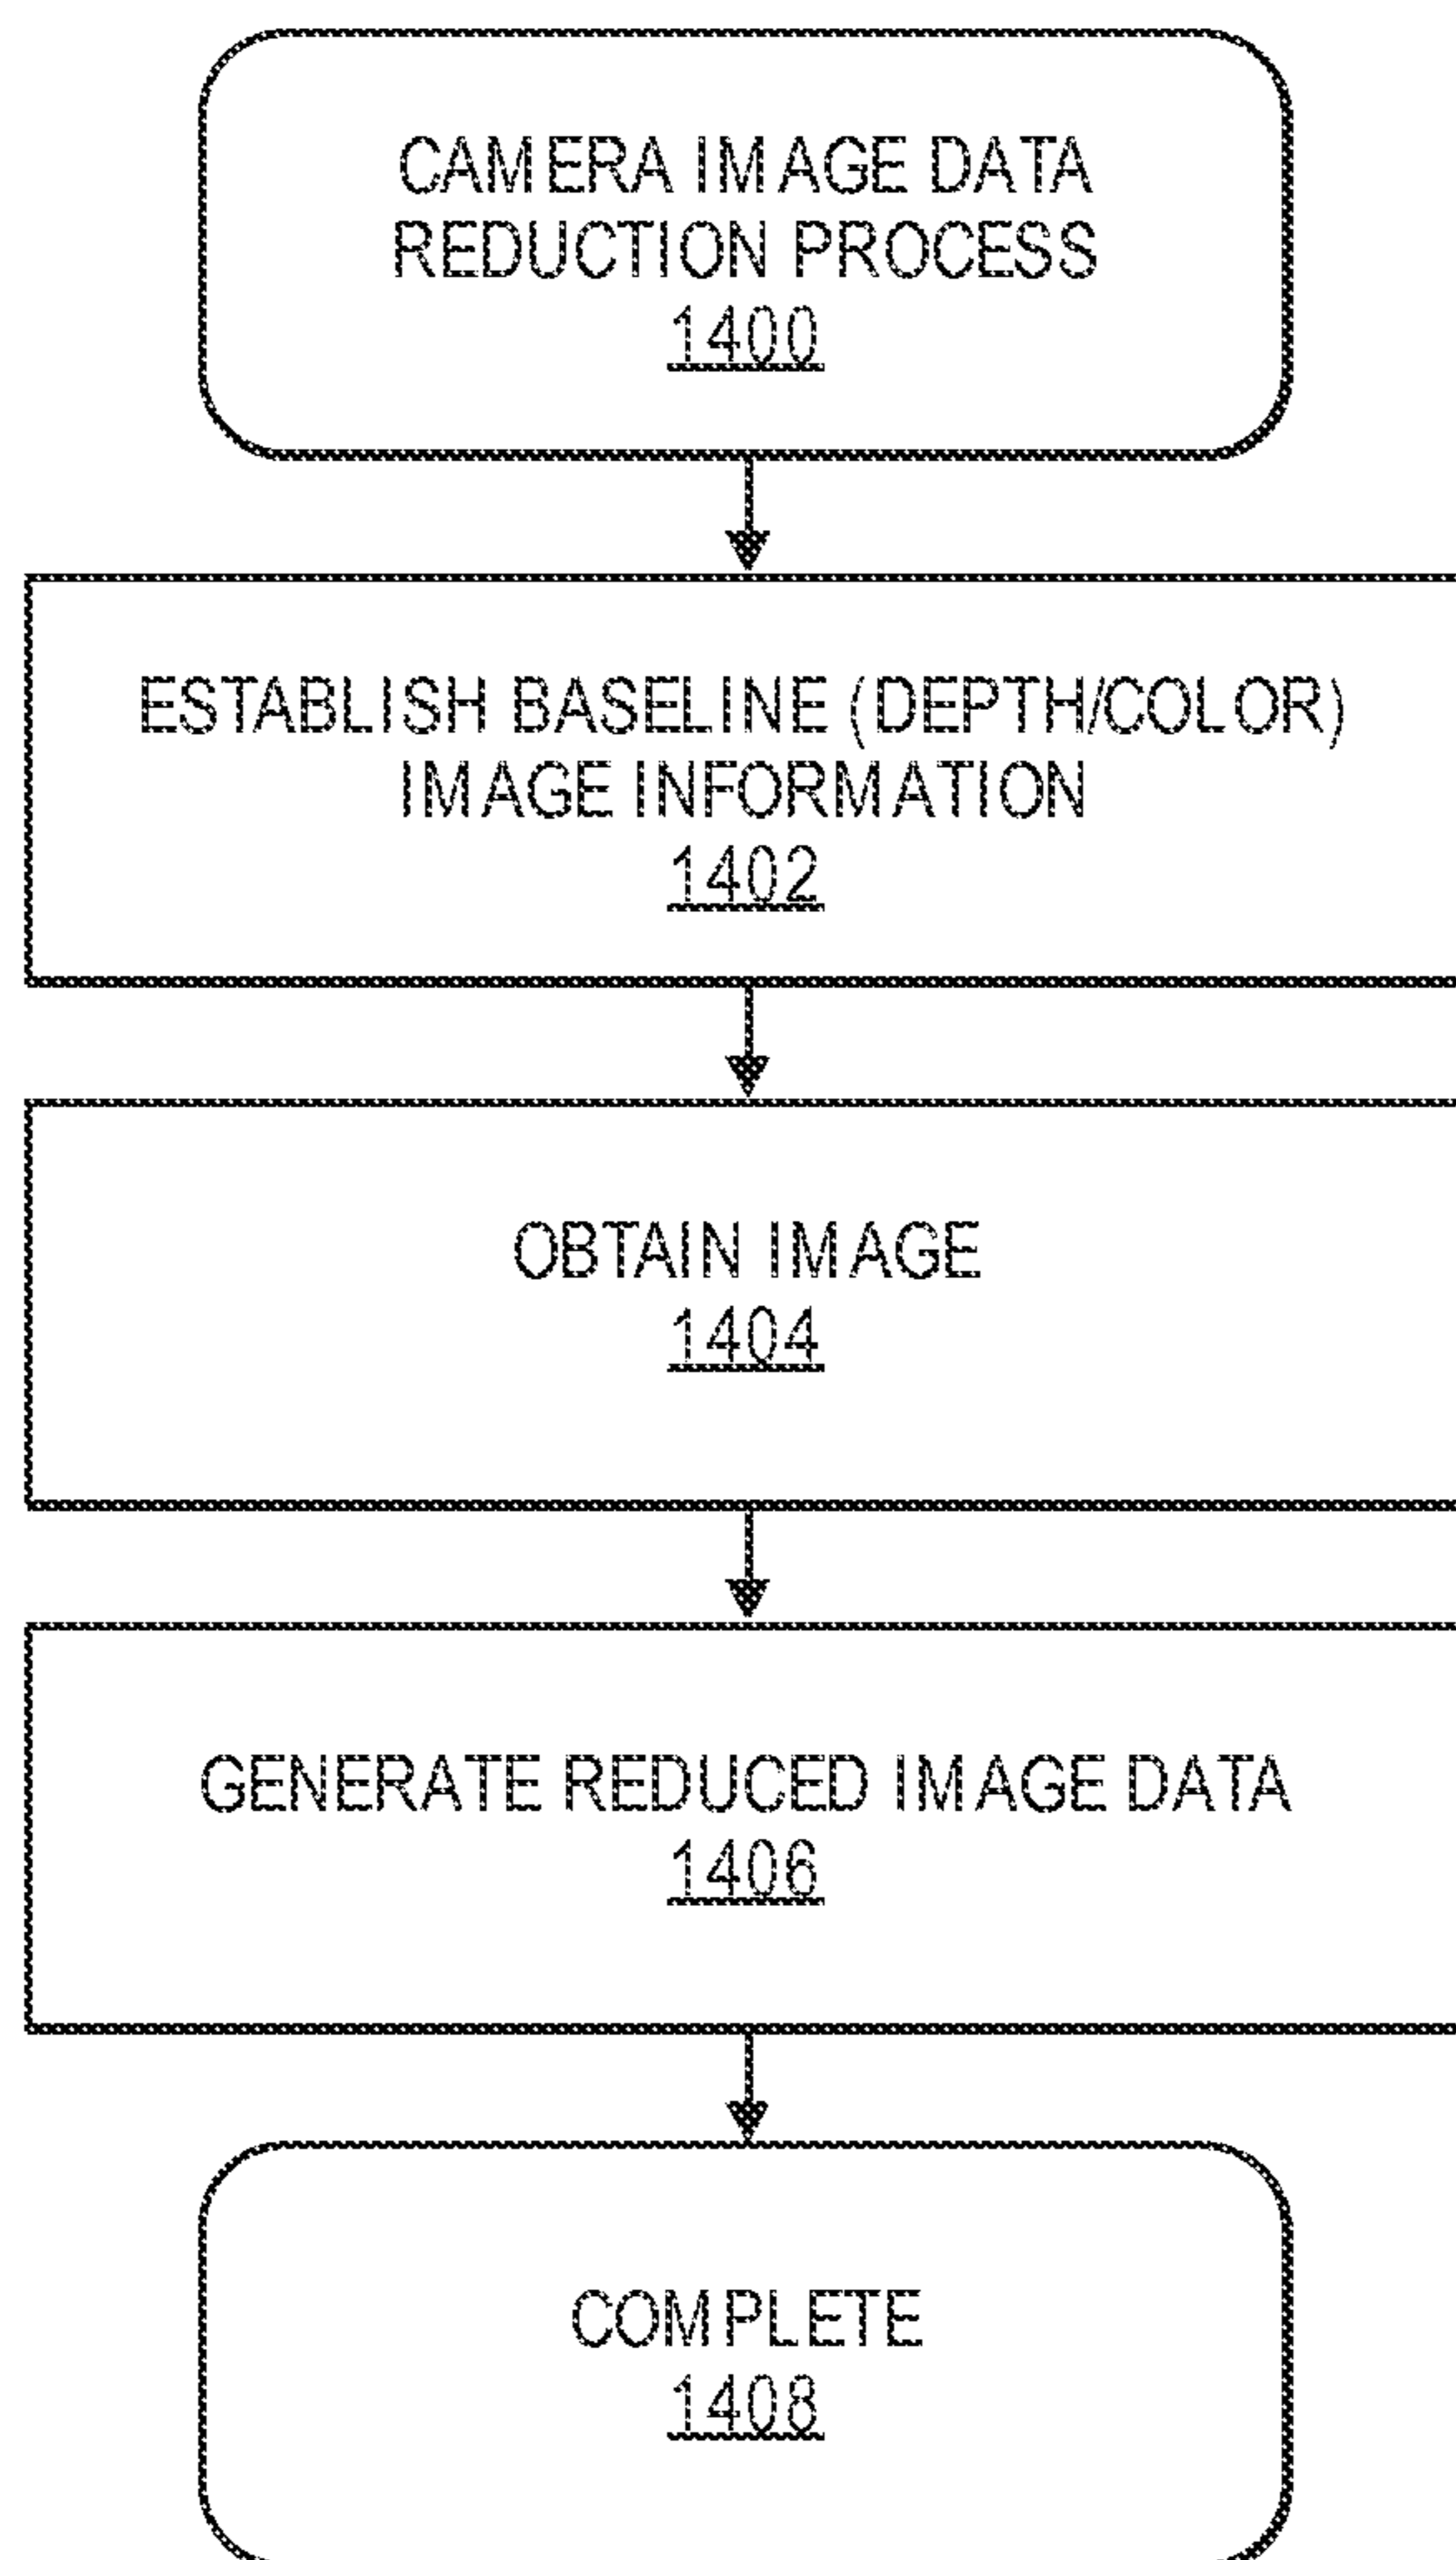 CAMERA IMAGE DATA
REDUCTION PROCESS
1400
ESTABLISH BASELINE (DEPTH/COLOR)
IMAGE INFORMATION
1402
OBTAIN IMAGE
1404
GENERATE REDUCED IMAGE DATA
1406
COMPLETE
1408